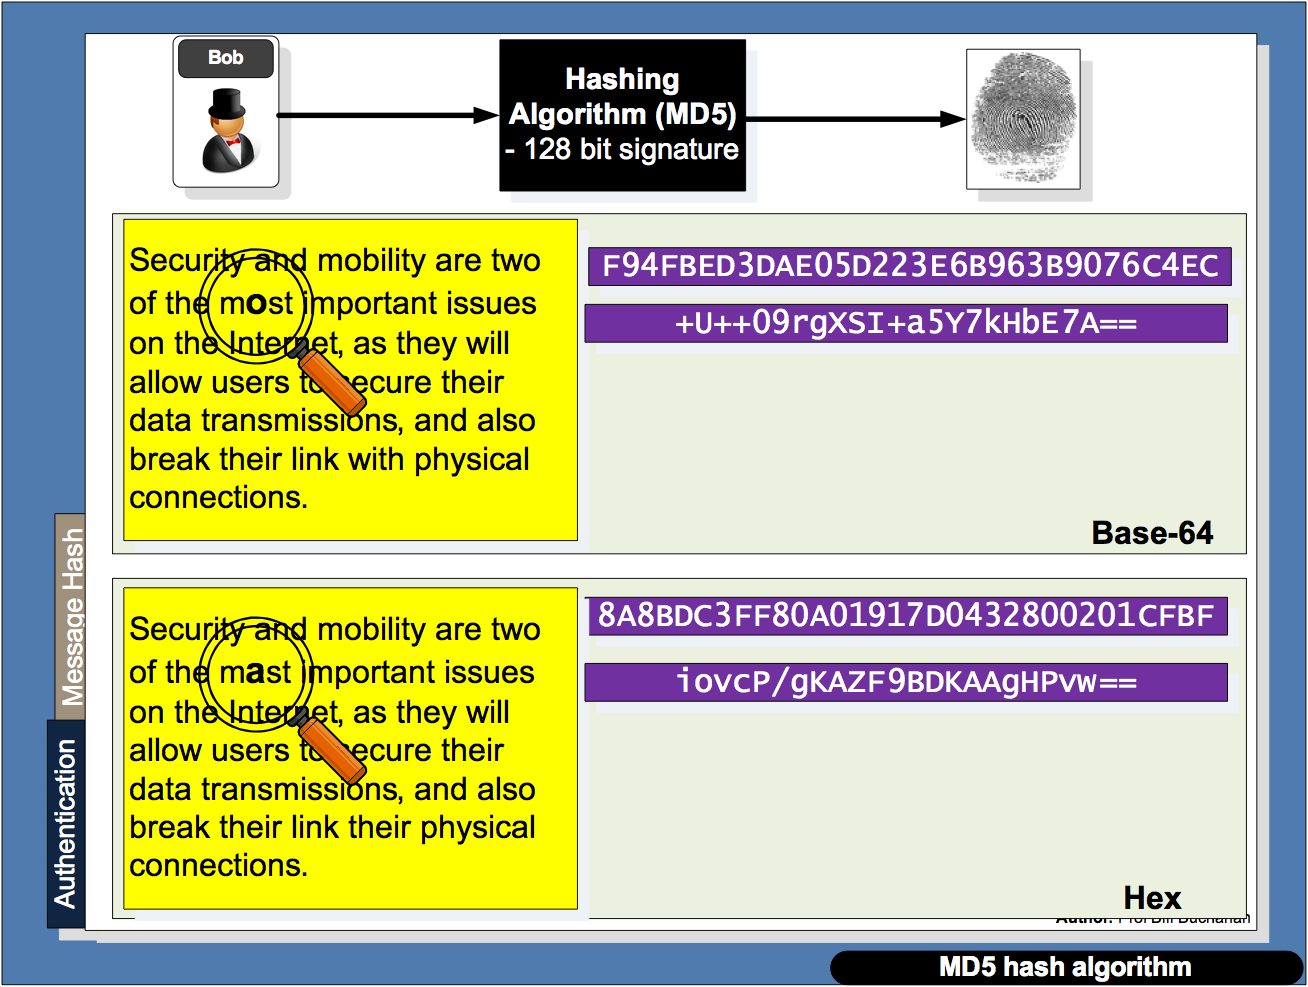 Bob
Hashing
Algorithm (MD5)
- 128 bit signature
Security and mobility are two
of the most important issues
on the Internet, as they will
allow users to secure their
data transmissions, and also
break their link with physical
connections.
F94FBED3DAE05D223E6B963B9076C4EC
+U++09rgXSI+a5Y7kHbE7A==
Base-64
Security and mobility are two
of the mast important issues
on the Internet, as they will
allow users to secure their
data transmissions, and also
break their link their physical
connections.
8A8BDC3FF80A01917D0432800201CFBF
iovcP/gKAZF9BDKAAgHPvw==
Hex
Author: Prof Bill Buchanan
Message Hash
Authentication
MD5 hash algorithm